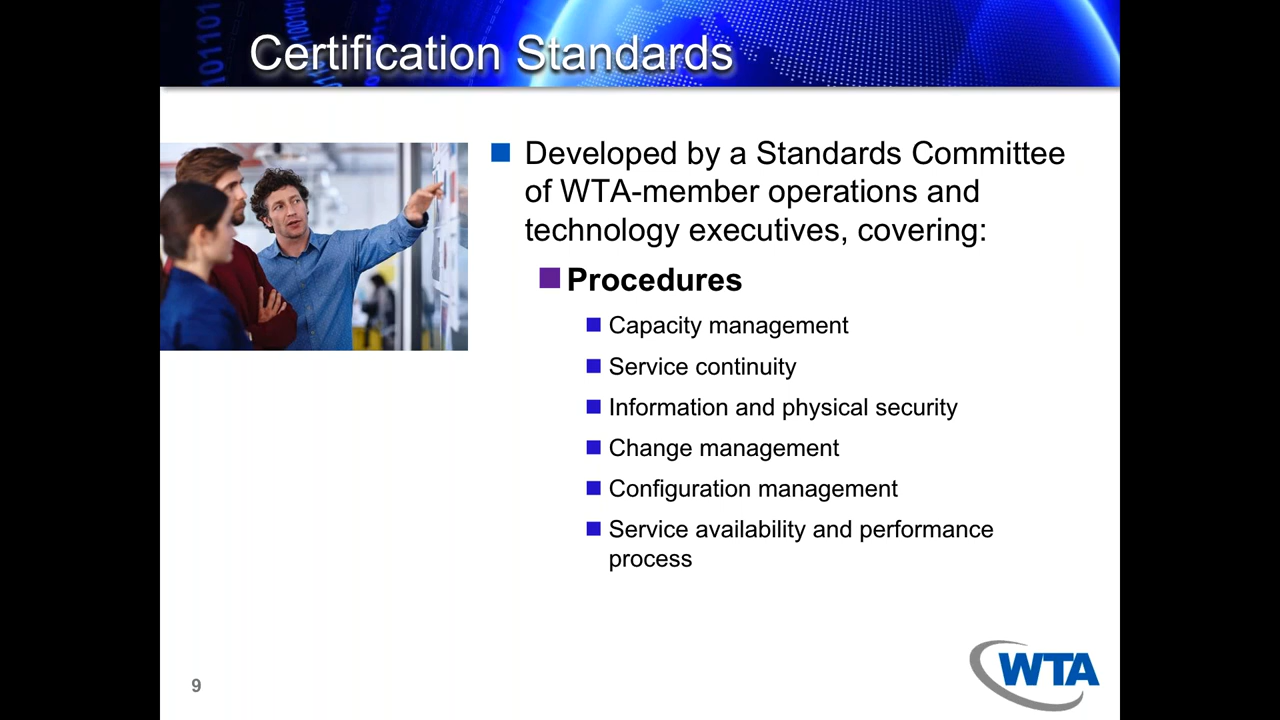 Certification Standards
Developed by a Standards Committee
of WTA-member operations and
technology executives, covering:
Procedures
Capacity management
Service continuity
Information and physical security
Change management
Configuration management
Service availability and performance
process
9
WTA